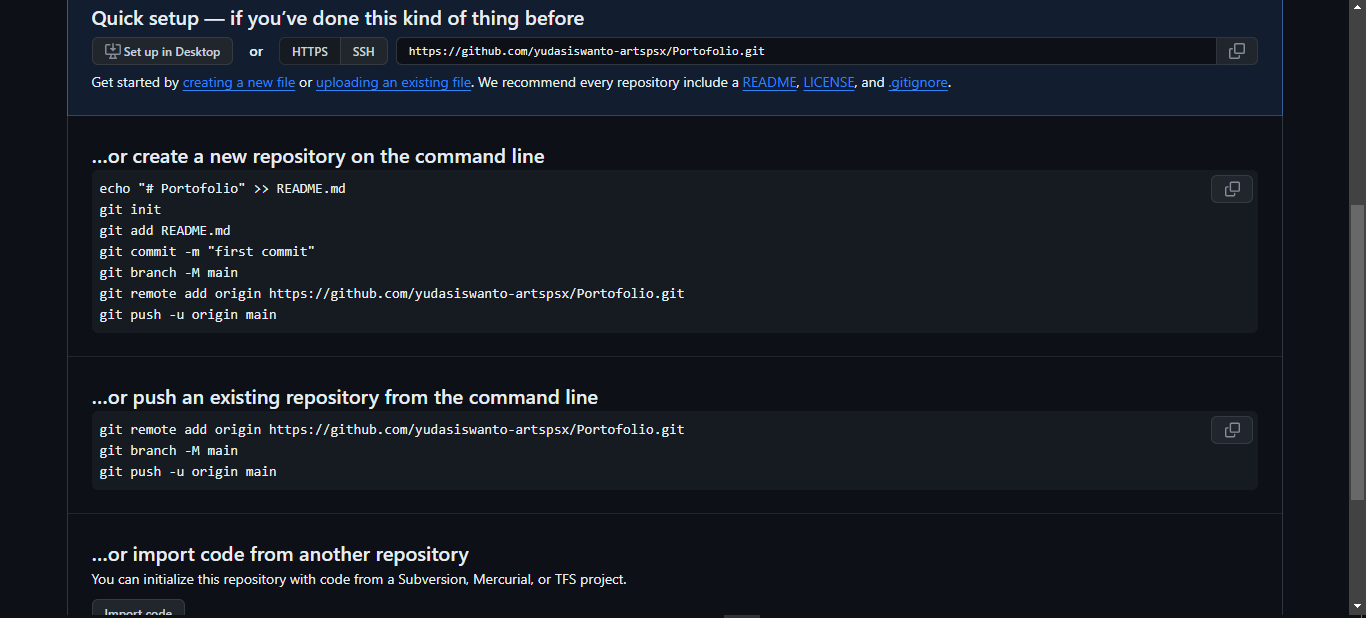 Quick setup — if you’ve done this kind of thing before
Set up in Desktop or HTTPS SSH https://github.com/yudasiswanto-artspsx/Portofolio.git
Get started by creating a new file or uploading an existing file. We recommend every repository include a README, LICENSE, and .gitignore.
…or create a new repository on the command line
echo "# Portofolio" >> README.md
git init
git add README.md
git commit -m "first commit"
git branch -M main
git remote add origin https://github.com/yudasiswanto-artspsx/Portofolio.git
git push -u origin main
…or push an existing repository from the command line
git remote add origin https://github.com/yudasiswanto-artspsx/Portofolio.git
git branch -M main
git push -u origin main
…or import code from another repository
You can initialize this repository with code from a Subversion, Mercurial, or TFS project.
Import code